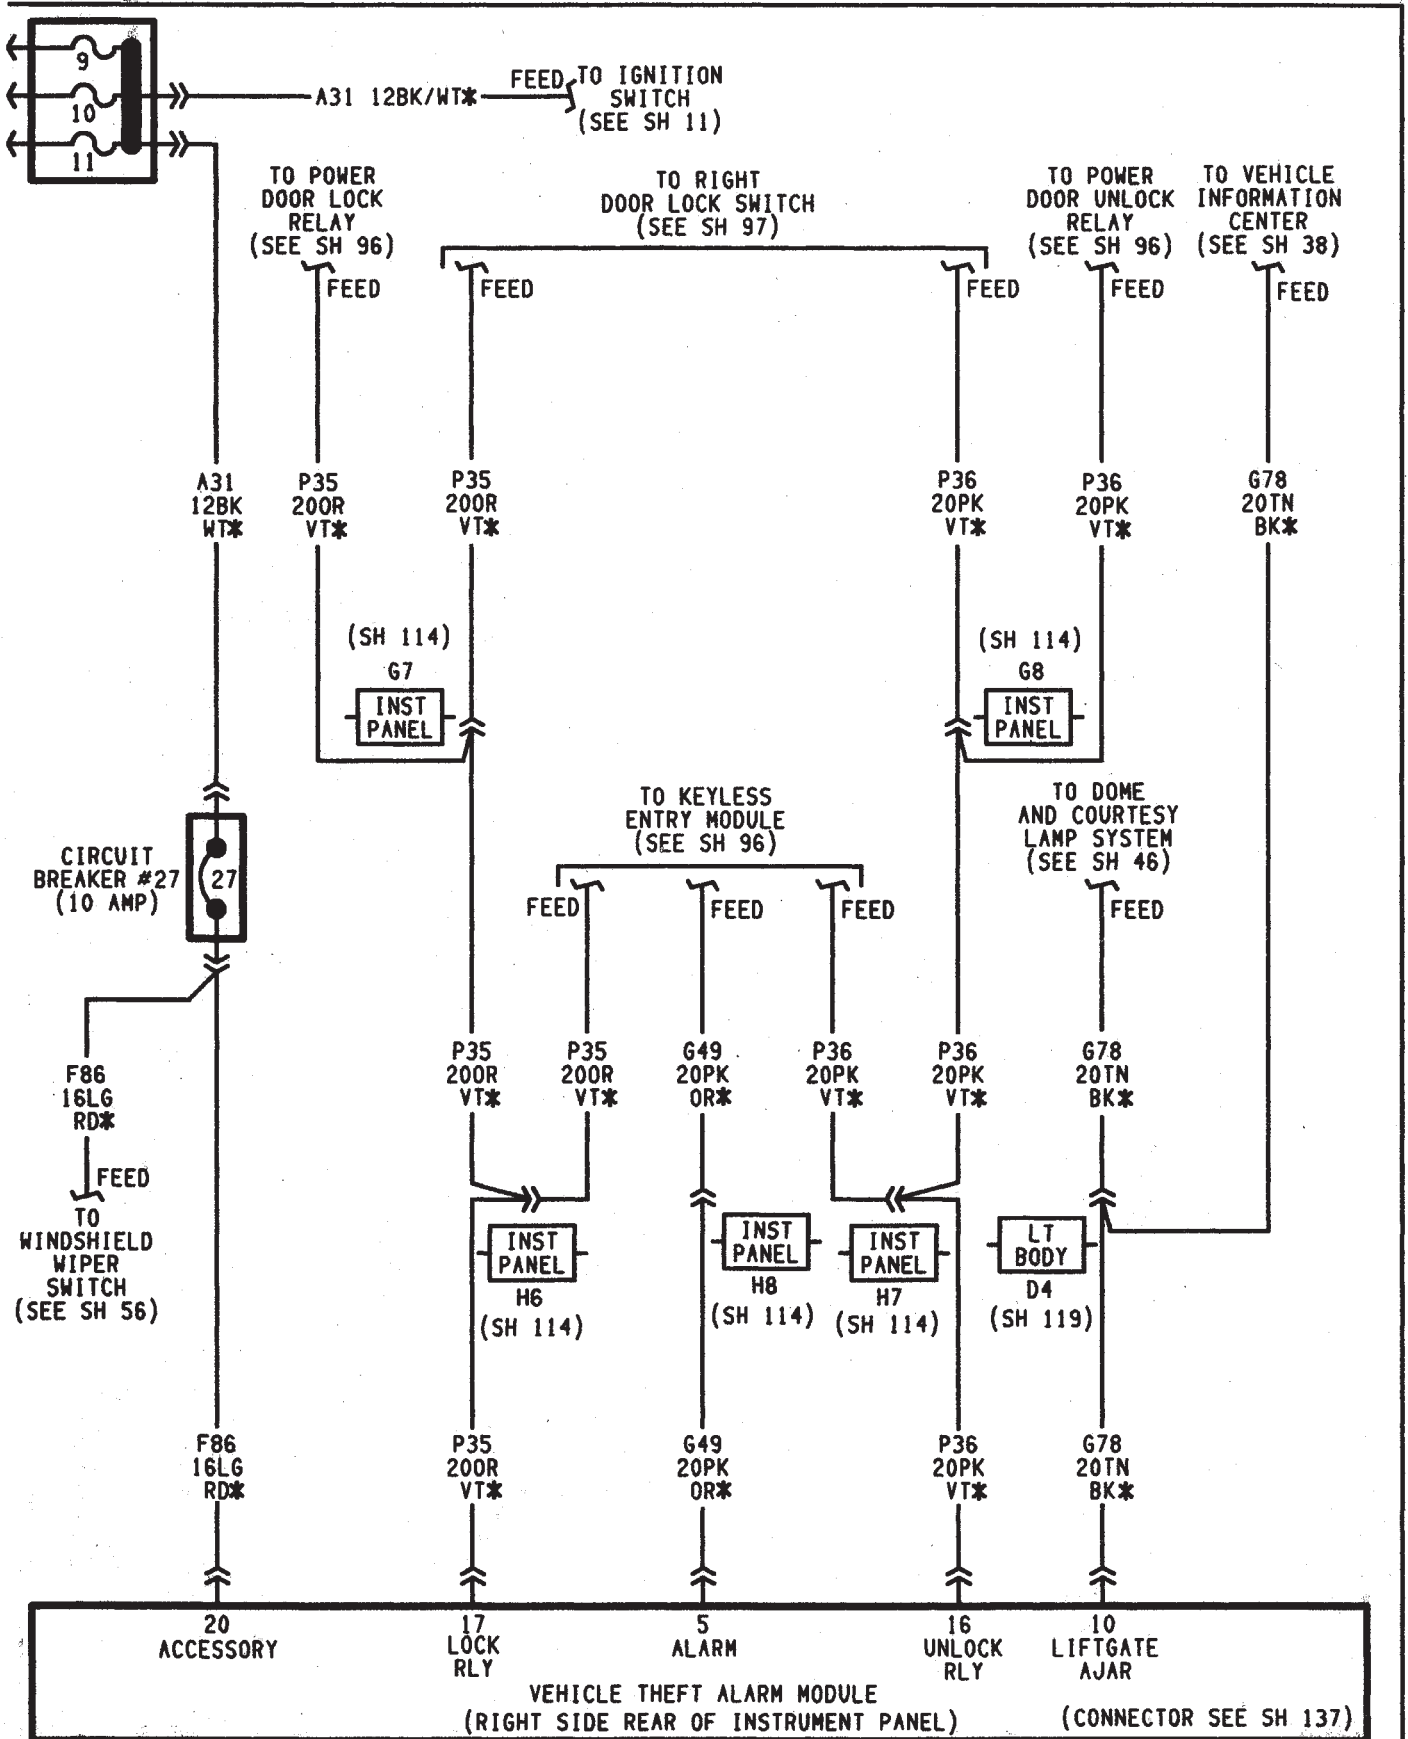 9
10
11
A31 12BK/WT*
FEED
TO IGNITION
SWITCH
(SEE SH 11)
TO POWER
DOOR LOCK
RELAY
(SEE SH 96)
FEED
TO RIGHT
DOOR LOCK SWITCH
(SEE SH 97)
FEED
FEED
TO POWER
DOOR UNLOCK
RELAY
(SEE SH 96)
FEED
TO VEHICLE
INFORMATION
CENTER
(SEE SH 38)
FEED
A31
12BK
WT*
P35
20OR
VT*
P35
20OR
VT*
P36
20PK
VT*
P36
20PK
VT*
G78
20TN
BK*
(SH 114)
G7
INST
PANEL
(SH 114)
G8
INST
PANEL
CIRCUIT
BREAKER #27
(10 AMP)
27
TO KEYLESS
ENTRY MODULE
(SEE SH 96)
FEED
FEED
FEED
TO DOME
AND COURTESY
LAMP SYSTEM
(SEE SH 46)
FEED
F86
16LG
RD*
FEED
TO
WINDSHIELD
WIPER
SWITCH
(SEE SH 56)
P35
20OR
VT*
P35
20OR
VT*
G49
20PK
OR*
P36
20PK
VT*
P36
20PK
VT*
G78
20TN
BK*
INST
PANEL
H6
(SH 114)
INST
PANEL
H8
(SH 114)
INST
PANEL
H7
(SH 114)
LT
BODY
D4
(SH 119)
F86
16LG
RD*
P35
20OR
VT*
G49
20PK
OR*
P36
20PK
VT*
G78
20TN
BK*
20
ACCESSORY
17
LOCK
RLY
5
ALARM
16
UNLOCK
RLY
10
LIFTGATE
AJAR
VEHICLE THEFT ALARM MODULE
(RIGHT SIDE REAR OF INSTRUMENT PANEL)
(CONNECTOR SEE SH 137)